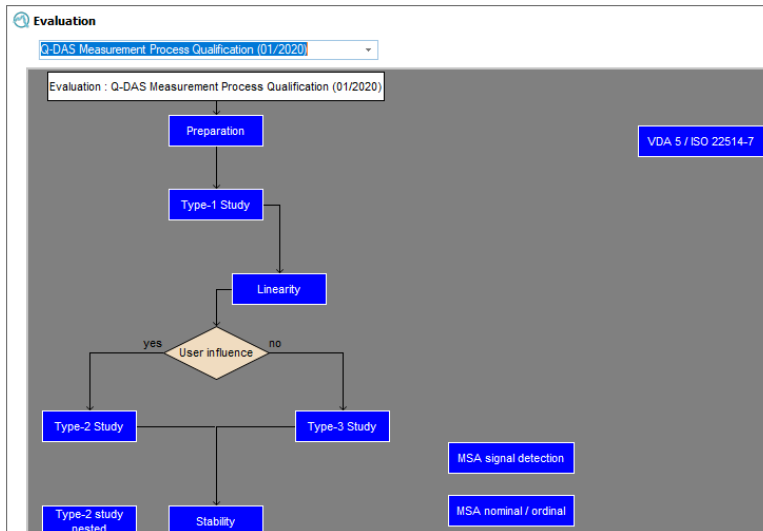 Evaluation
Q-DAS Measurement Process Qualification (01/2020)
Evaluation : Q-DAS Measurement Process Qualification (01/2020)
Preparation
VDA 5 / ISO 22514-7
Type-1 Study
Linearity
yes
User influence
no
Type-2 Study
Type-3 Study
MSA signal detection
Type-2 study
nested
Stability
MSA nominal / ordinal